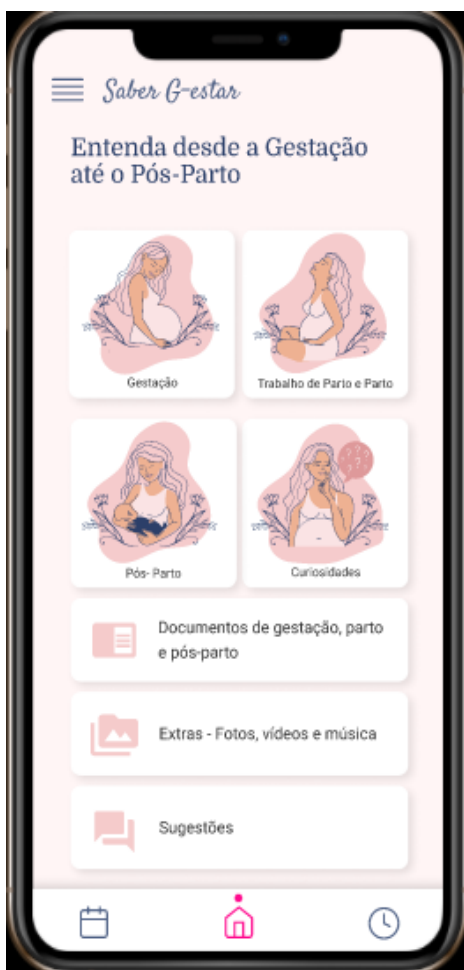 Saber G-estar
Entenda desde a Gestação
até o Pós-Parto
Gestação
Trabalho de Parto e Parto
Pós- Parto
???
???
Curiosidades
Documentos de gestação, parto
e pós-parto
Extras - Fotos, vídeos e música
Sugestões